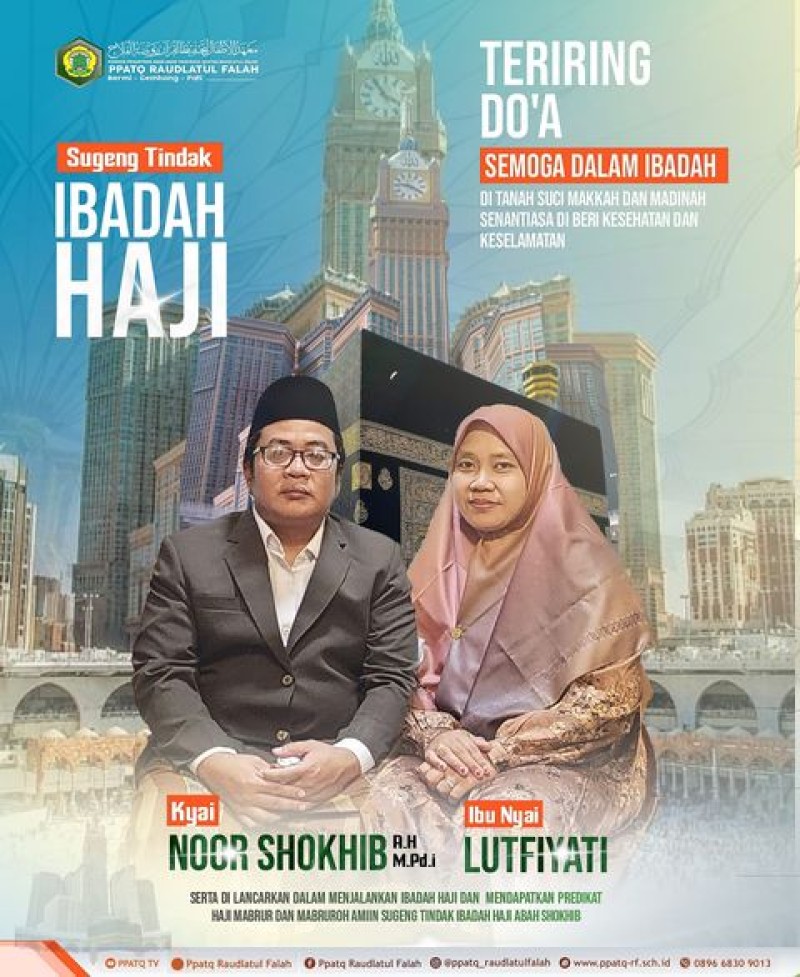 PPATQ RAUDLATUL FALAH
Bermi - Gembong - Pati
Sugeng Tindak
IBADAH
HAJI
TERIRING
DO'A
SEMOGA DALAM IBADAH
DI TANAH SUCI MAKKAH DAN MADINAH
SENANTIASA DI BERI KESEHATAN DAN
KESELAMATAN
Kyai
NOOR SHOKHIB A.H
M.Pd.i
Ibu Nyai
LUTFIYATI
SERTA DI LANCARKAN DALAM MENJALANKAN IBADAH HAJI DAN MENDAPATKAN PREDIKAT
HAJI MABRUR DAN MABRUROH AMIIN SUGENG TINDAK IBADAH HAJI ABAH SHOKHIB
PPATQ TV Ppatq Raudlatul Falah Ppatq Raudlatul Falah @ppatq_raudlatulfalah www.ppatq-rf.sch.id 0896 6830 9013